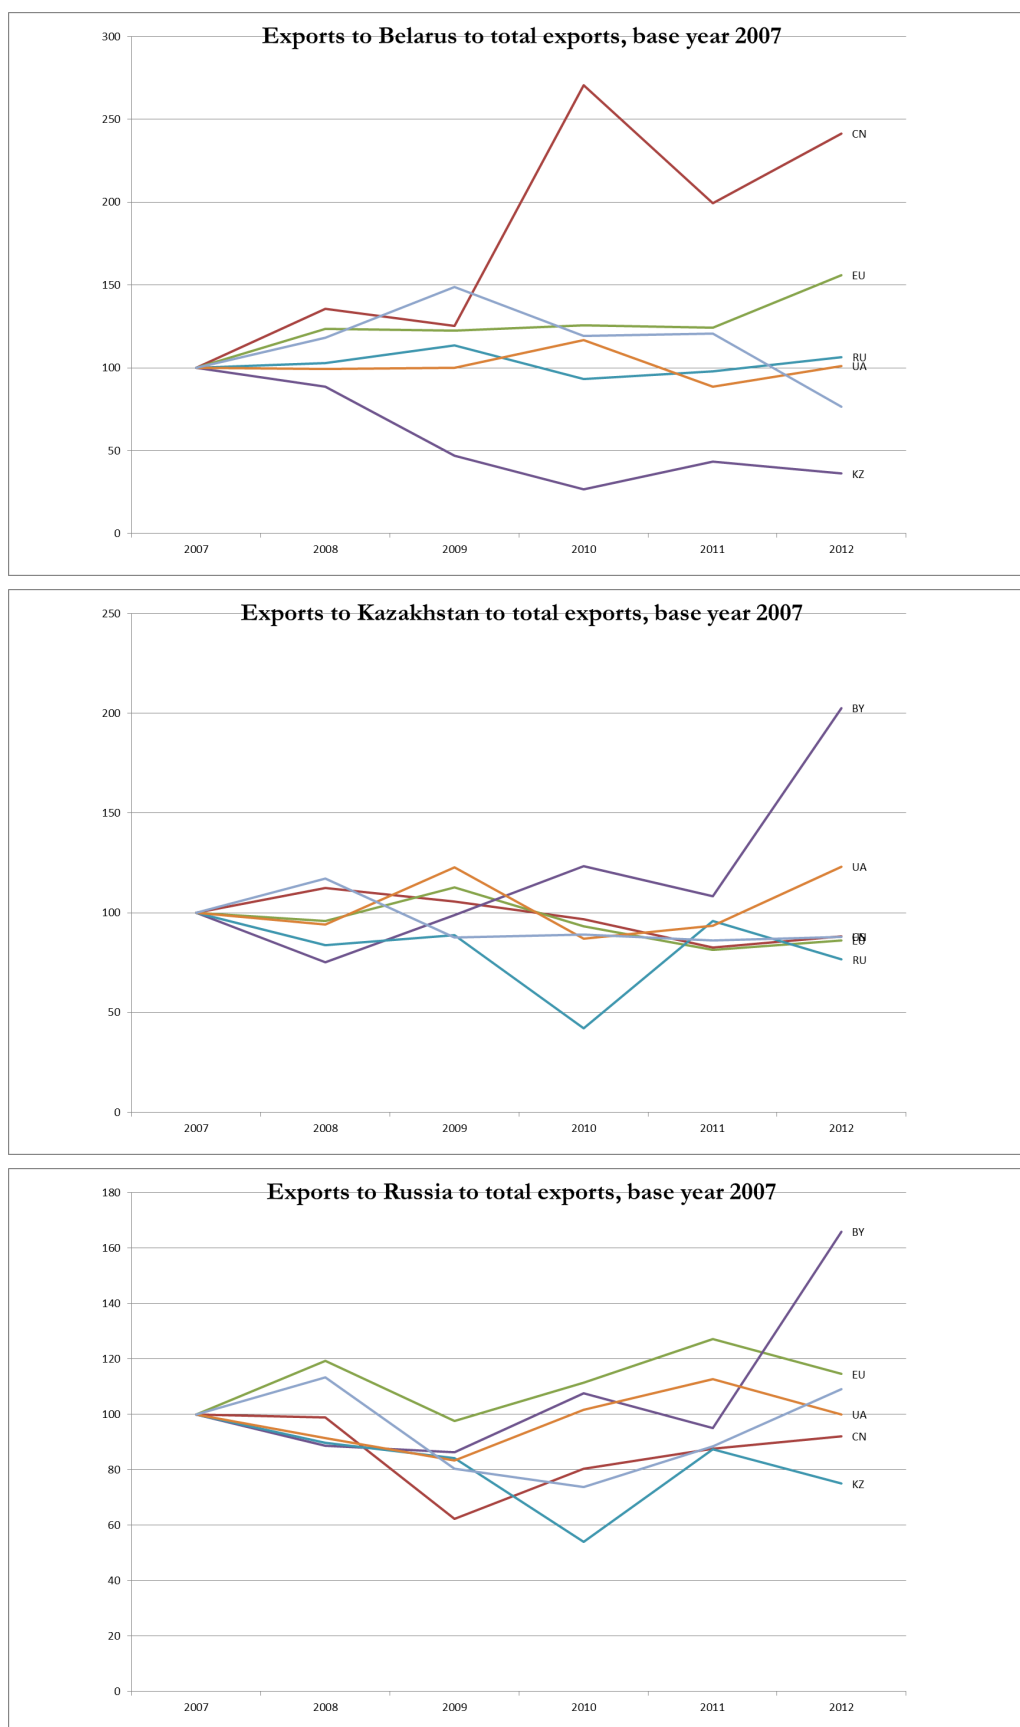 Exports to Belarus to total exports, base year 2007
300
250
200
150
100
50
0
CN
EU
RU
UA
KZ
2007 2008 2009 2010 2011 2012
Exports to Kazakhstan to total exports, base year 2007
250
200
150
100
50
0
BY
UA
CN
EU
RU
2007 2008 2009 2010 2011 2012
Exports to Russia to total exports, base year 2007
180
160
140
120
100
80
60
40
20
0
BY
EU
UA
CN
KZ
2007 2008 2009 2010 2011 2012